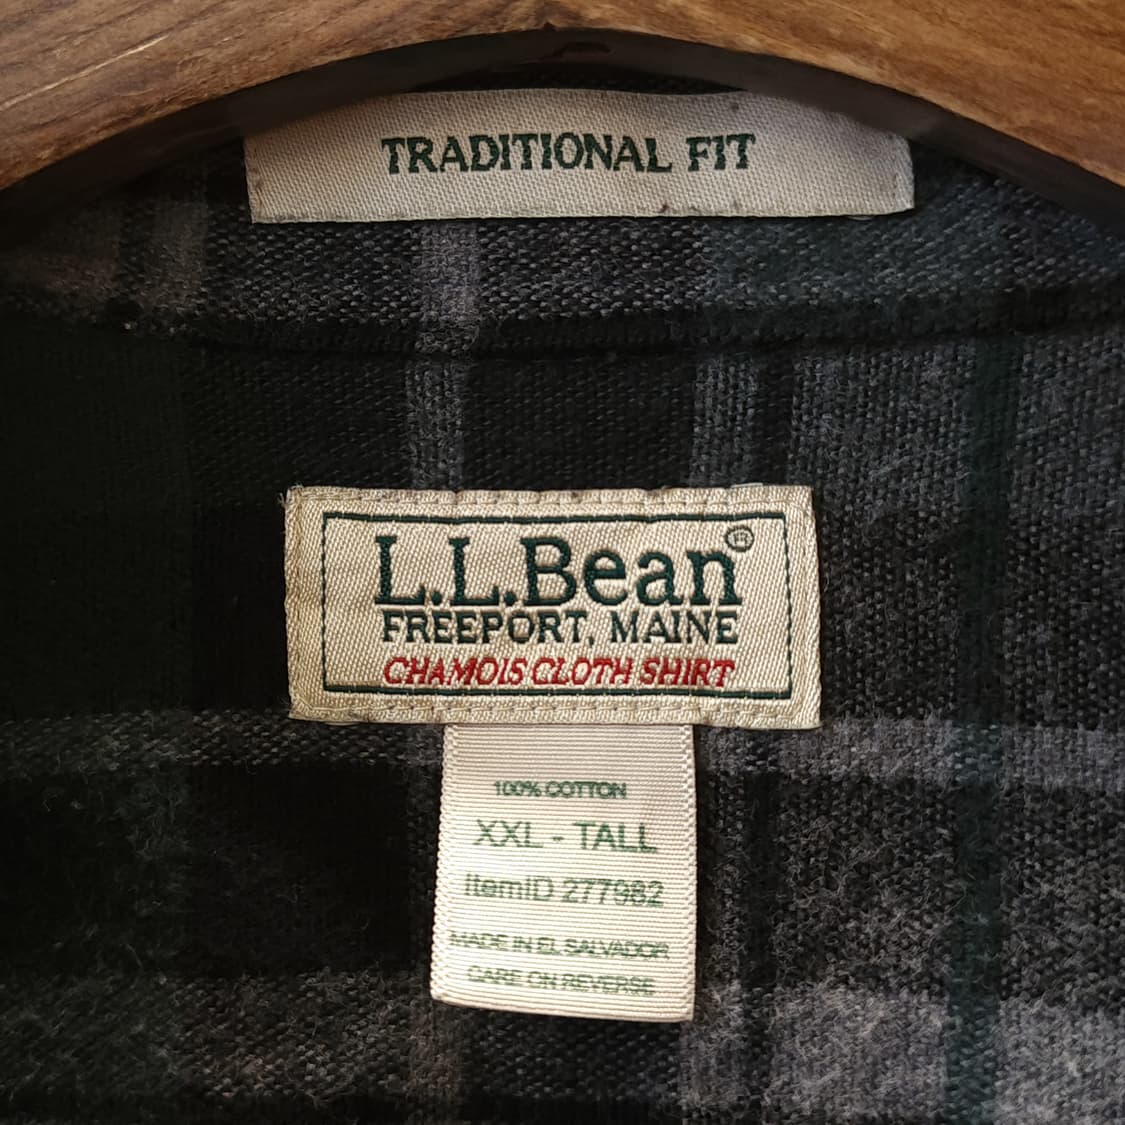 TRADITIONAL FIT
L.L.Bean®
FREEPORT, MAINE
CHAMOIS CLOTH SHIRT
100% COTTON
XXL - TALL
ItemID 277982
MADE IN EL SALVADOR
CARE ON REVERSE